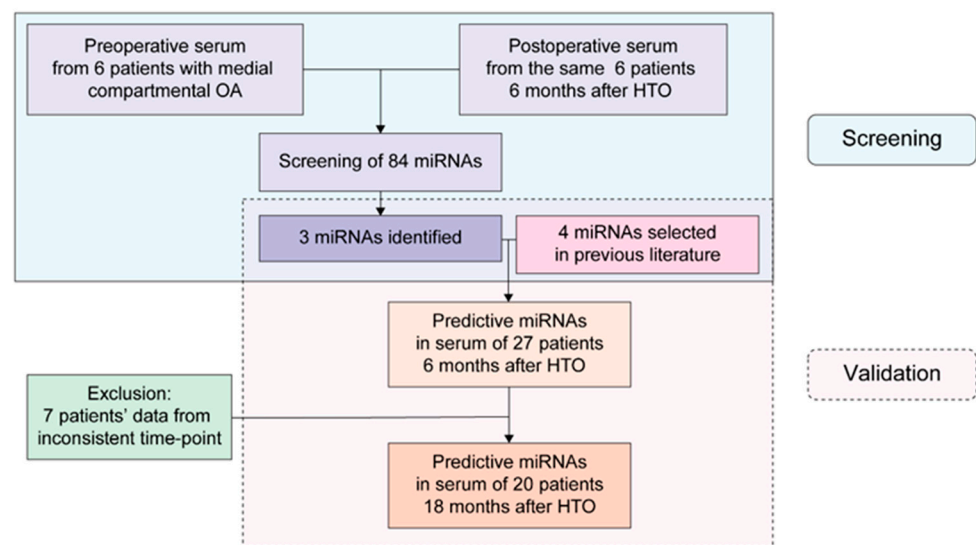 Preoperative serum
from 6 patients with medial
compartmental OA
Postoperative serum
from the same 6 patients
6 months after HTO
Screening
Screening of 84 miRNAs
3 miRNAs identified
4 miRNAs selected
in previous literature
Predictive miRNAs
in serum of 27 patients
6 months after HTO
Validation
Exclusion:
7 patients' data from
inconsistent time-point
Predictive miRNAs
in serum of 20 patients
18 months after HTO